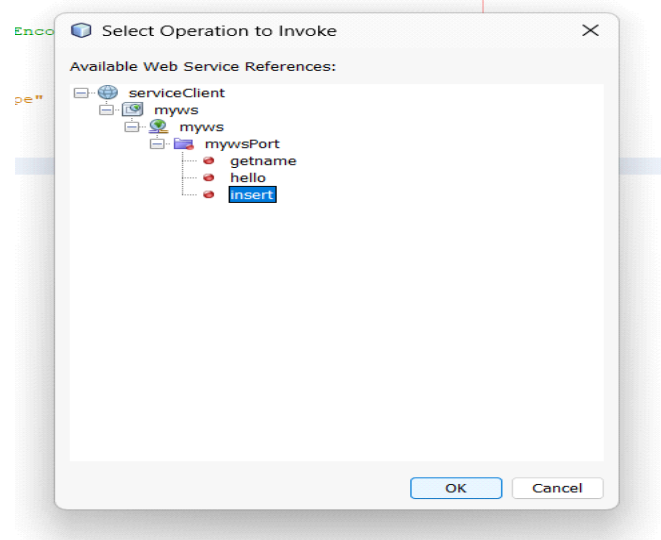 Enco
Select Operation to Invoke
Available Web Service References:
pe"
serviceClient
myws
myws
mywsPort
getname
hello
insert
OK
Cancel